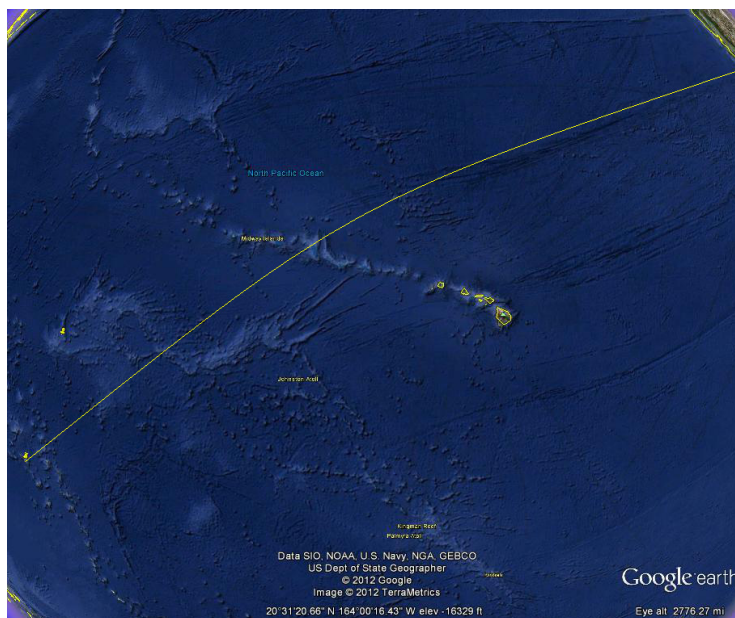 North Pacific Ocean
Johnston Atoll
Kingman Reef
Data SIO, NOAA, U.S. Navy, NGA, GEBCO
US Dept of State Geographer
© 2012 Google
Image © 2012 TerraMetrics
Google earth
20°31'20.66" N 164°00'16.43" W elev -16329 ft
Eye alt 2776.27 mi